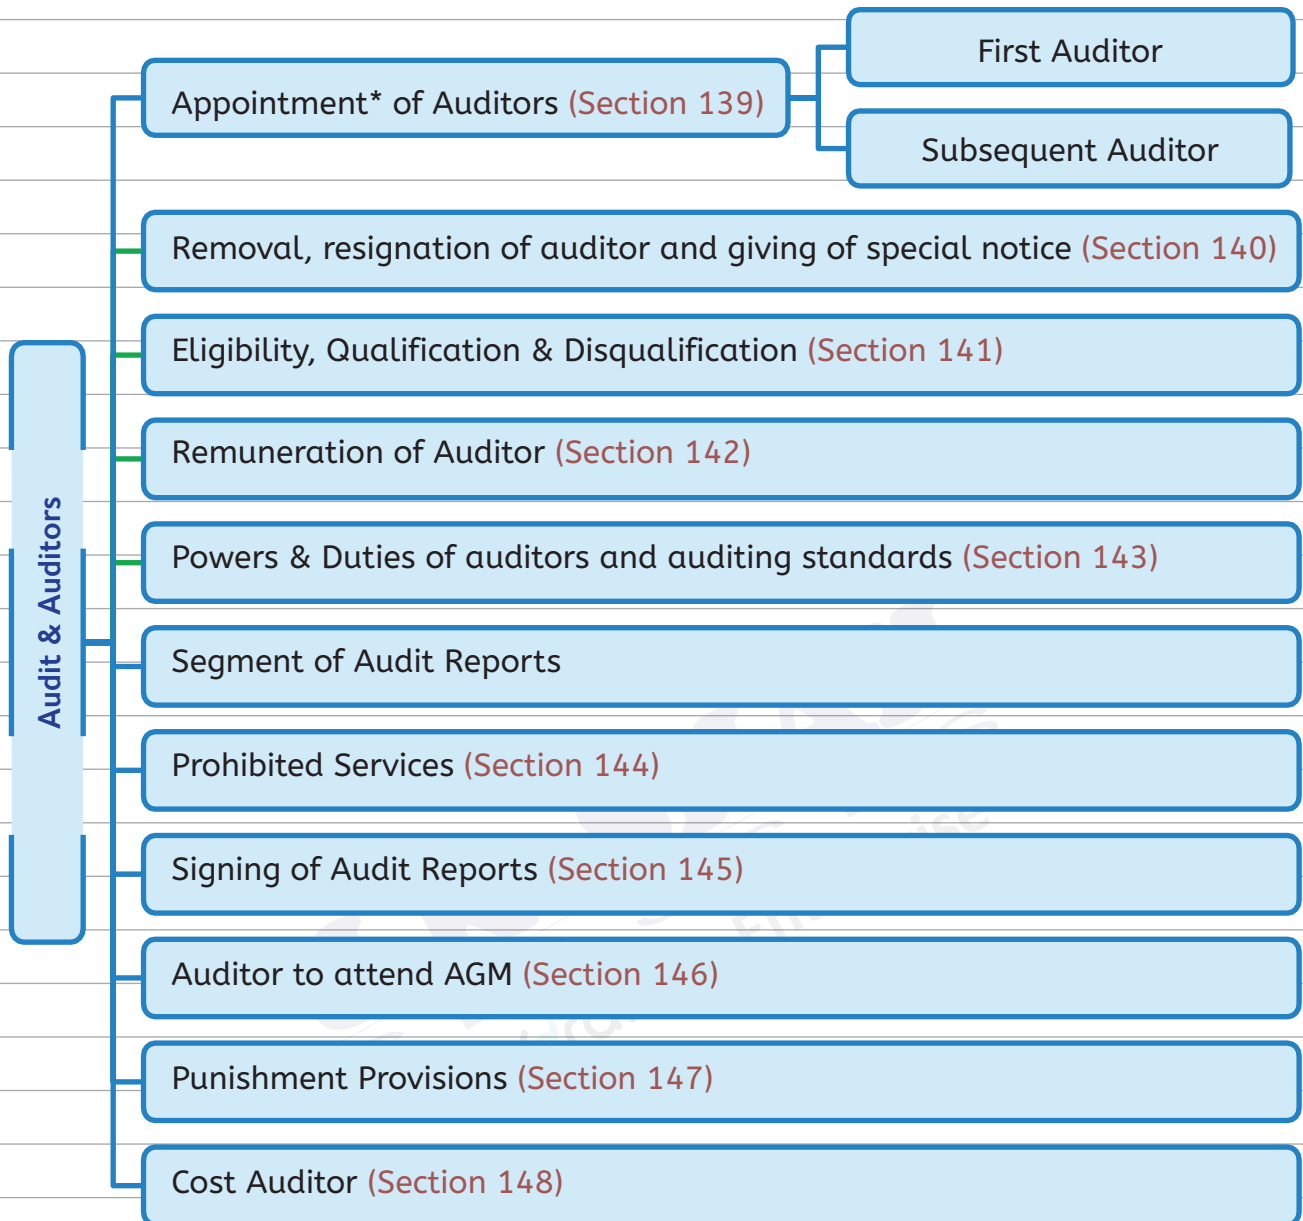 Audit & Auditors
Appointment* of Auditors (Section 139)
First Auditor
Subsequent Auditor
Removal, resignation of auditor and giving of special notice (Section 140)
Eligibility, Qualification & Disqualification (Section 141)
Remuneration of Auditor (Section 142)
Powers & Duties of auditors and auditing standards (Section 143)
Segment of Audit Reports
Prohibited Services (Section 144)
Signing of Audit Reports (Section 145)
Auditor to attend AGM (Section 146)
Punishment Provisions (Section 147)
Cost Auditor (Section 148)